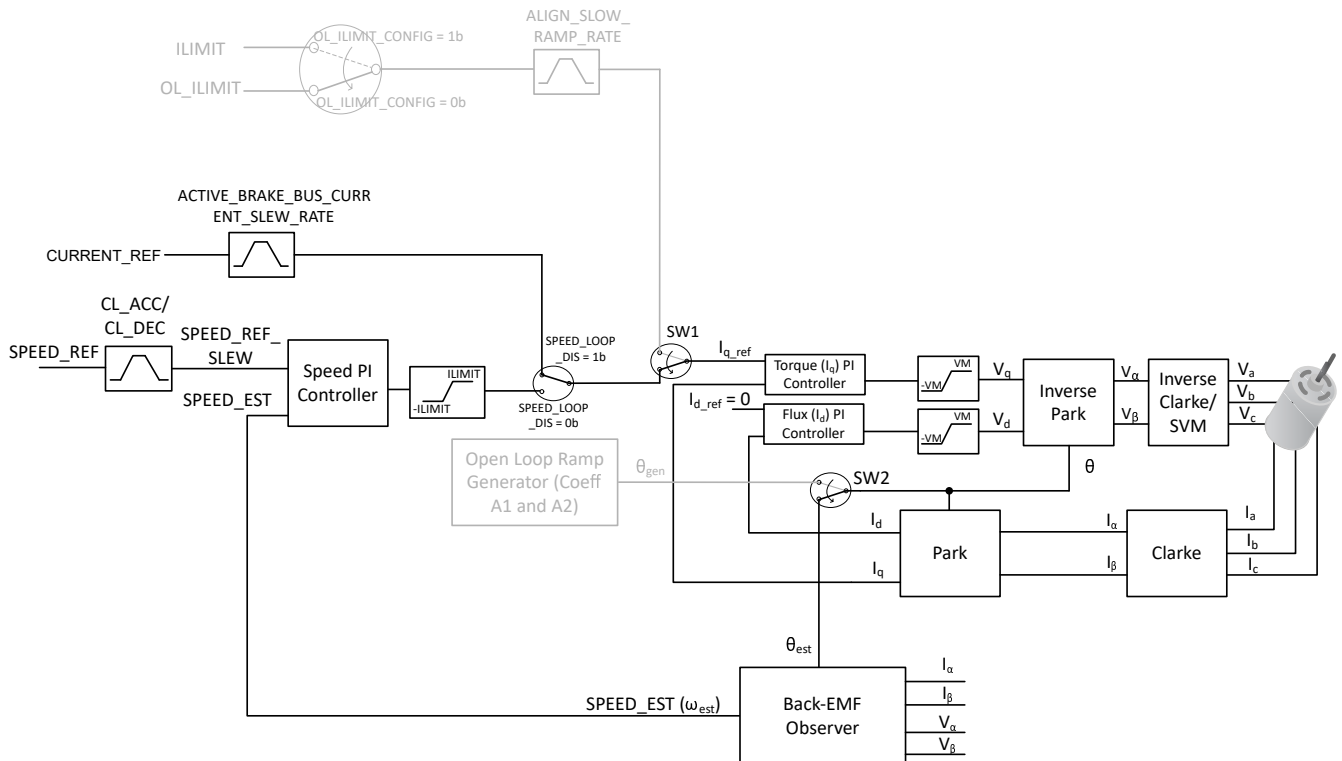 ALIGN_SLOW_
RAMP_RATE
ILIMIT
OL_ILIMIT_CONFIG = 1b
OL_ILIMIT
OL_ILIMIT_CONFIG = 0b
ACTIVE_BRAKE_BUS_CURR
ENT_SLEW_RATE
CURRENT_REF
CL_ACC/
CL_DEC
SPEED_REF
SPEED_REF_
SLEW
SPEED_EST
Speed PI
Controller
ILIMIT
-ILIMIT
SPEED_LOOP
_DIS = 1b
SPEED_LOOP
_DIS = 0b
SW1
Iq_ref
Torque (Iq) PI
Controller
Id_ref = 0
Flux (Id) PI
Controller
VM
-VM
VM
-VM
Vq
Vd
Inverse
Park
Vα
Vβ
Inverse
Clarke/
SVM
Va
Vb
Vc
Open Loop Ramp
Generator (Coeff
A1 and A2)
θgen
SW2
θ
Id
Iq
Park
Iα
Iβ
Clarke
Ia
Ib
Ic
θest
SPEED_EST (ωest)
Back-EMF
Observer
Iα
Iβ
Vα
Vβ